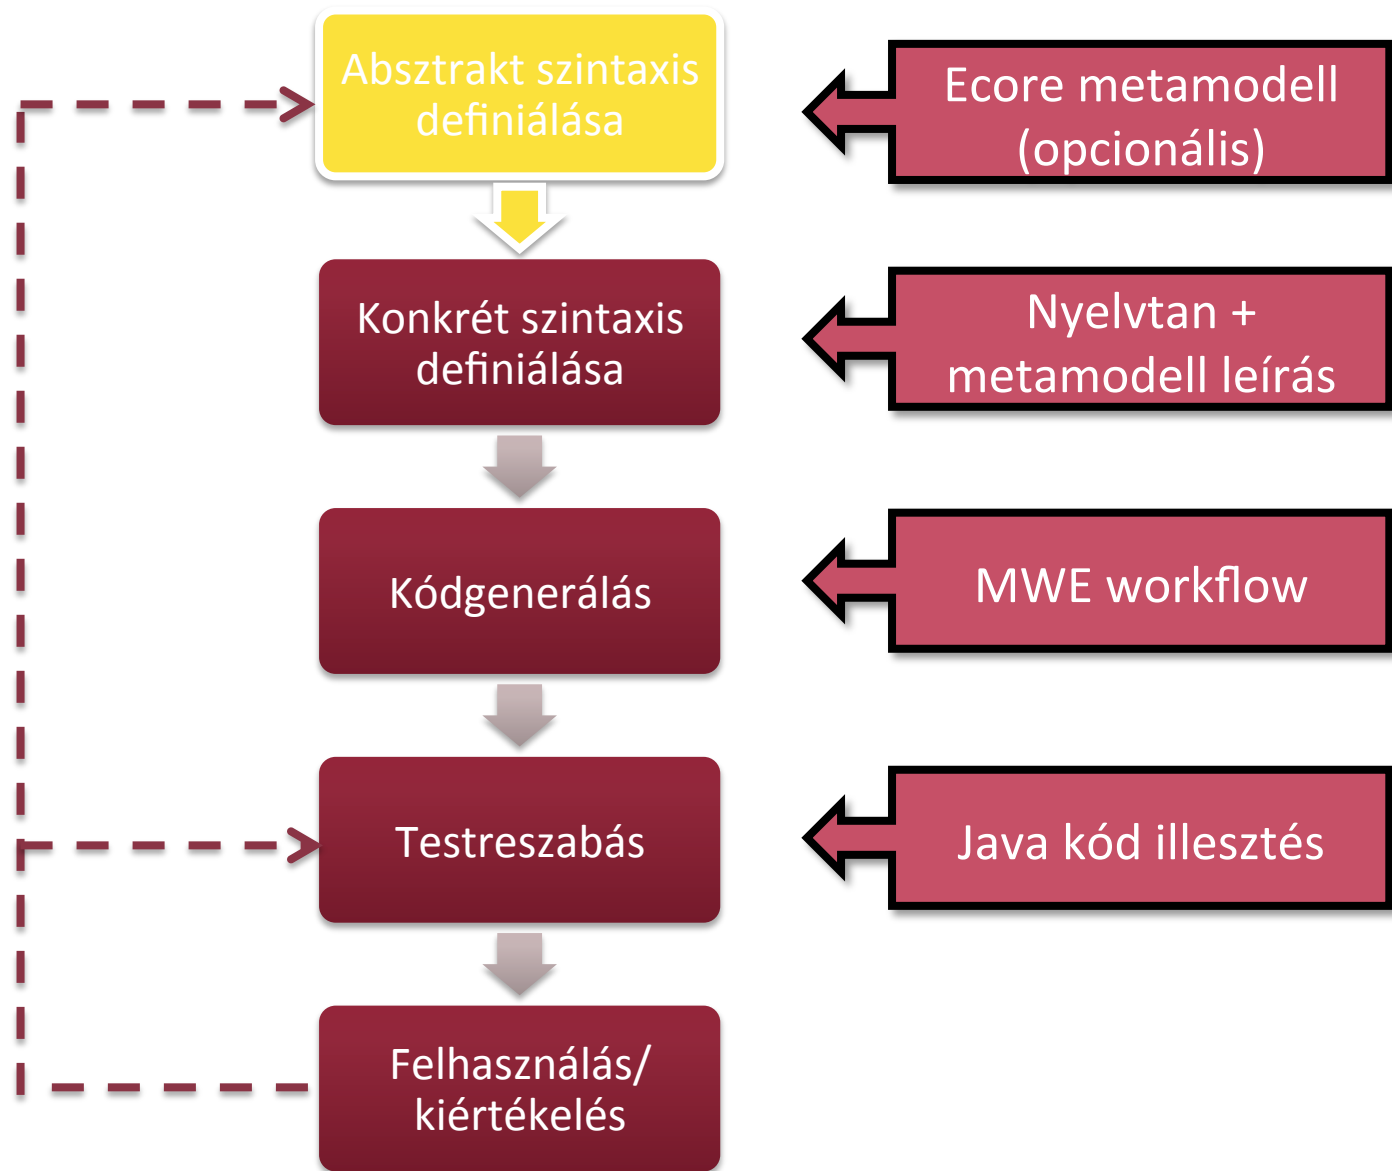 Absztrakt szintaxis
definiálása
Ecore metamodell
(opcionális)
Konkrét szintaxis
definiálása
Nyelvtan +
metamodell leírás
Kódgenerálás
MWE workflow
Testreszabás
Java kód illesztés
Felhasználás/
kiértékelés